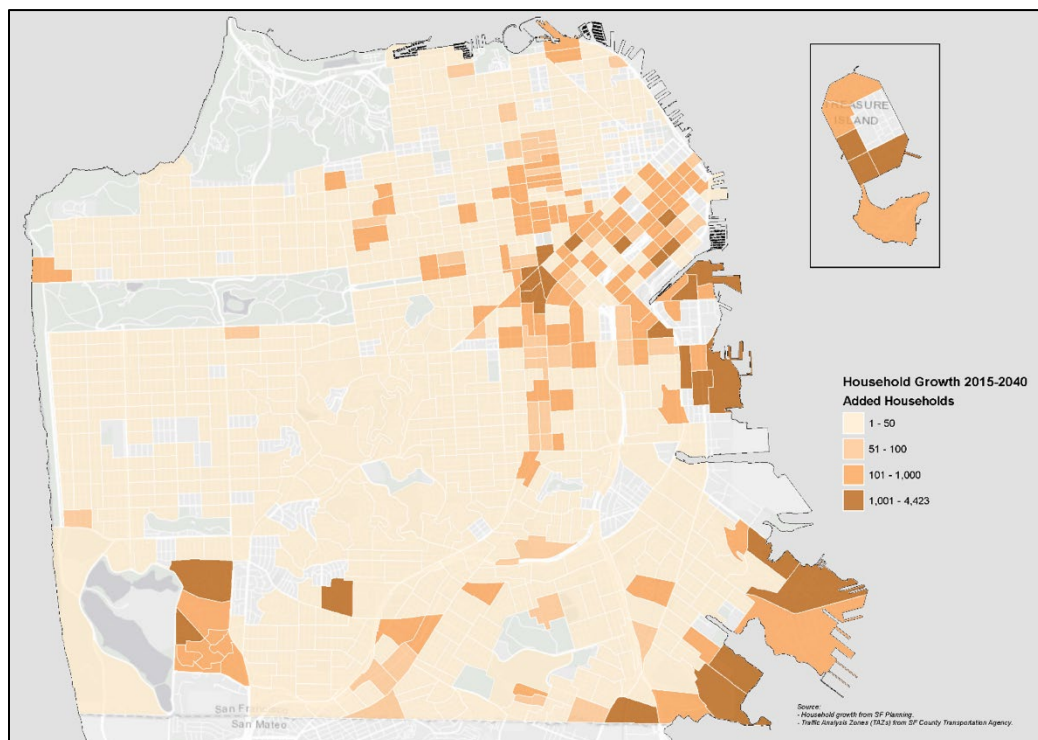 TREASURE
ISLAND
Household Growth 2015-2040
Added Households
1 - 50
51 - 100
101 - 1,000
1,001 - 4,423
San Francisco
San Mateo
Source:
- Household growth from SF Planning.
- Traffic Analysis Zones (TAZs) from SF County Transportation Agency.